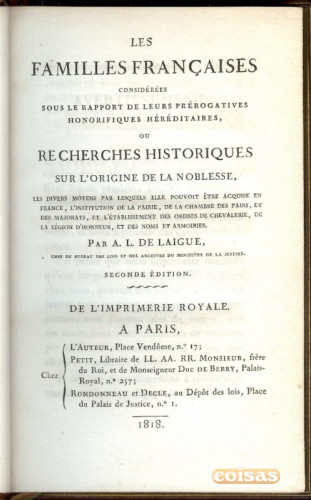 LES
FAMILLES FRANÇAISES
CONSIDÉRÉES
SOUS LE RAPPORT DE LEURS PRÉROGATIVES
HONORIFIQUES HÉRÉDITAIRES,
OU
RECHERCHES HISTORIQUES
SUR L'ORIGINE DE LA NOBLESSE,
LES DIVERS MOYENS PAR LESQUELS ELLE POUVOIT ÊTRE ACQUISE EN
FRANCE, L'INSTITUTION DE LA PAIRIE, DE LA CHAMBRE DES PAIRS, ET
DES MAJORATS, ET L'ÉTABLISSEMENT DES ORDRES DE CHEVALERIE, DE
LA LÉGION D'HONNEUR, ET DES NOMS ET ARMOIRIES.
PAR A. L. DE LAIGUE,
CHEF DU BUREAU DES LOIS ET DES ARCHIVES DU MINISTÈRE DE LA JUSTICE.
SECONDE ÉDITION.
DE L'IMPRIMERIE ROYALE.
A PARIS,
Chez
L'AUTEUR, Place Vendôme, n.° 17;
PETIT, Libraire de LL. AA. RR. MONSIEUR, frère
du Roi, et de Monseigneur DUC DE BERRY, Palais-
Royal, n.° 257;
RONDONNEAU et DECLE, au Dépôt des lois, Place
du Palais de Justice, n.° 1.
1818.
coisas